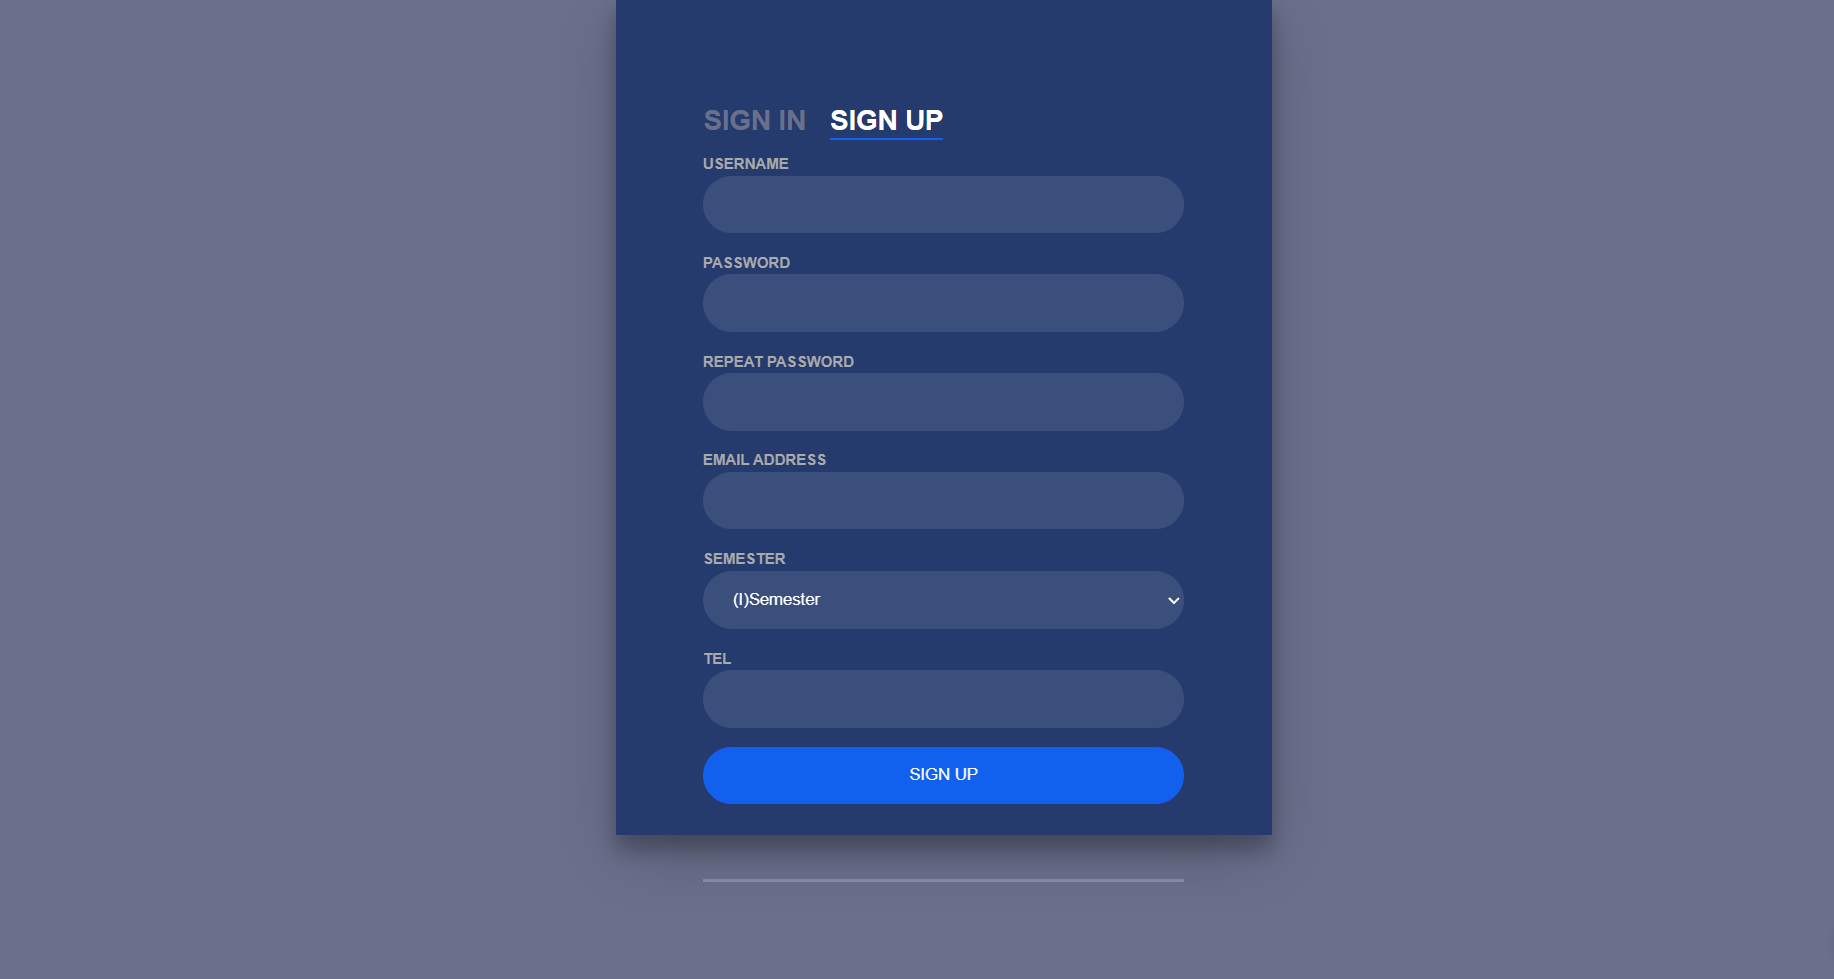 SIGN IN SIGN UP
USERNAME
PASSWORD
REPEAT PASSWORD
EMAIL ADDRESS
SEMESTER
(I)Semester
TEL
SIGN UP